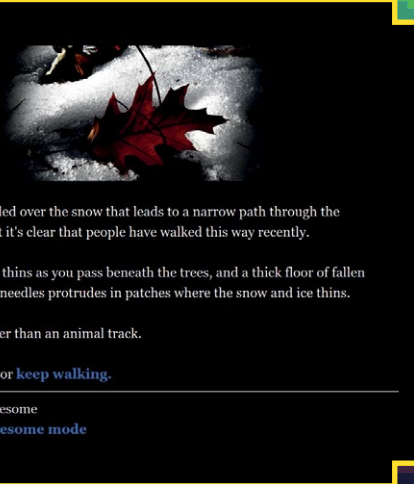 led over the snow that leads to a narrow path through the
t it's clear that people have walked this way recently.
thins as you pass beneath the trees, and a thick floor of fallen
needles protrudes in patches where the snow and ice thins.
er than an animal track.
or keep walking.
esome
esome mode